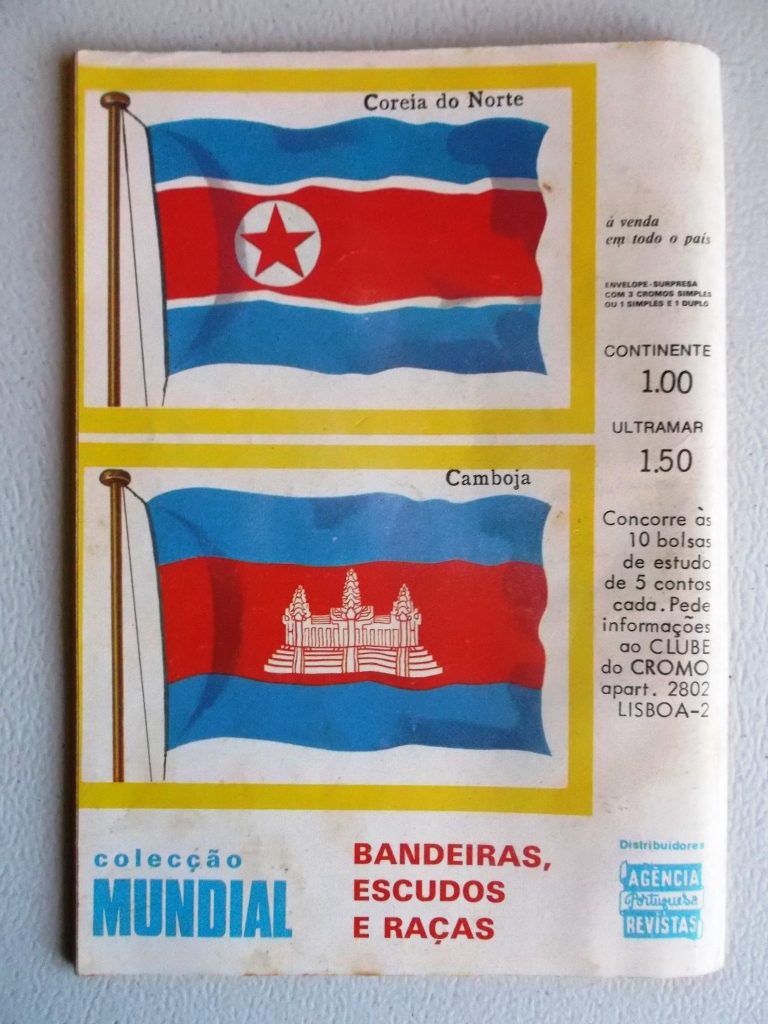 Coreia do Norte
à venda
em todo o país
ENVELOPE-SURPRESA
COM 3 CROMOS SIMPLES
OU 1 SIMPLES E 1 DUPLO
CONTINENTE
1.00
ULTRAMAR
1.50
Camboja
Concorre às
10 bolsas
de estudo
de 5 contos
cada. Pede
informações
ao CLUBE
do CROMO
apart. 2802
LISBOA-2
colecção
MUNDIAL
BANDEIRAS,
ESCUDOS
E RAÇAS
Distribuidores
AGÊNCIA
Portuguesa
REVISTAS